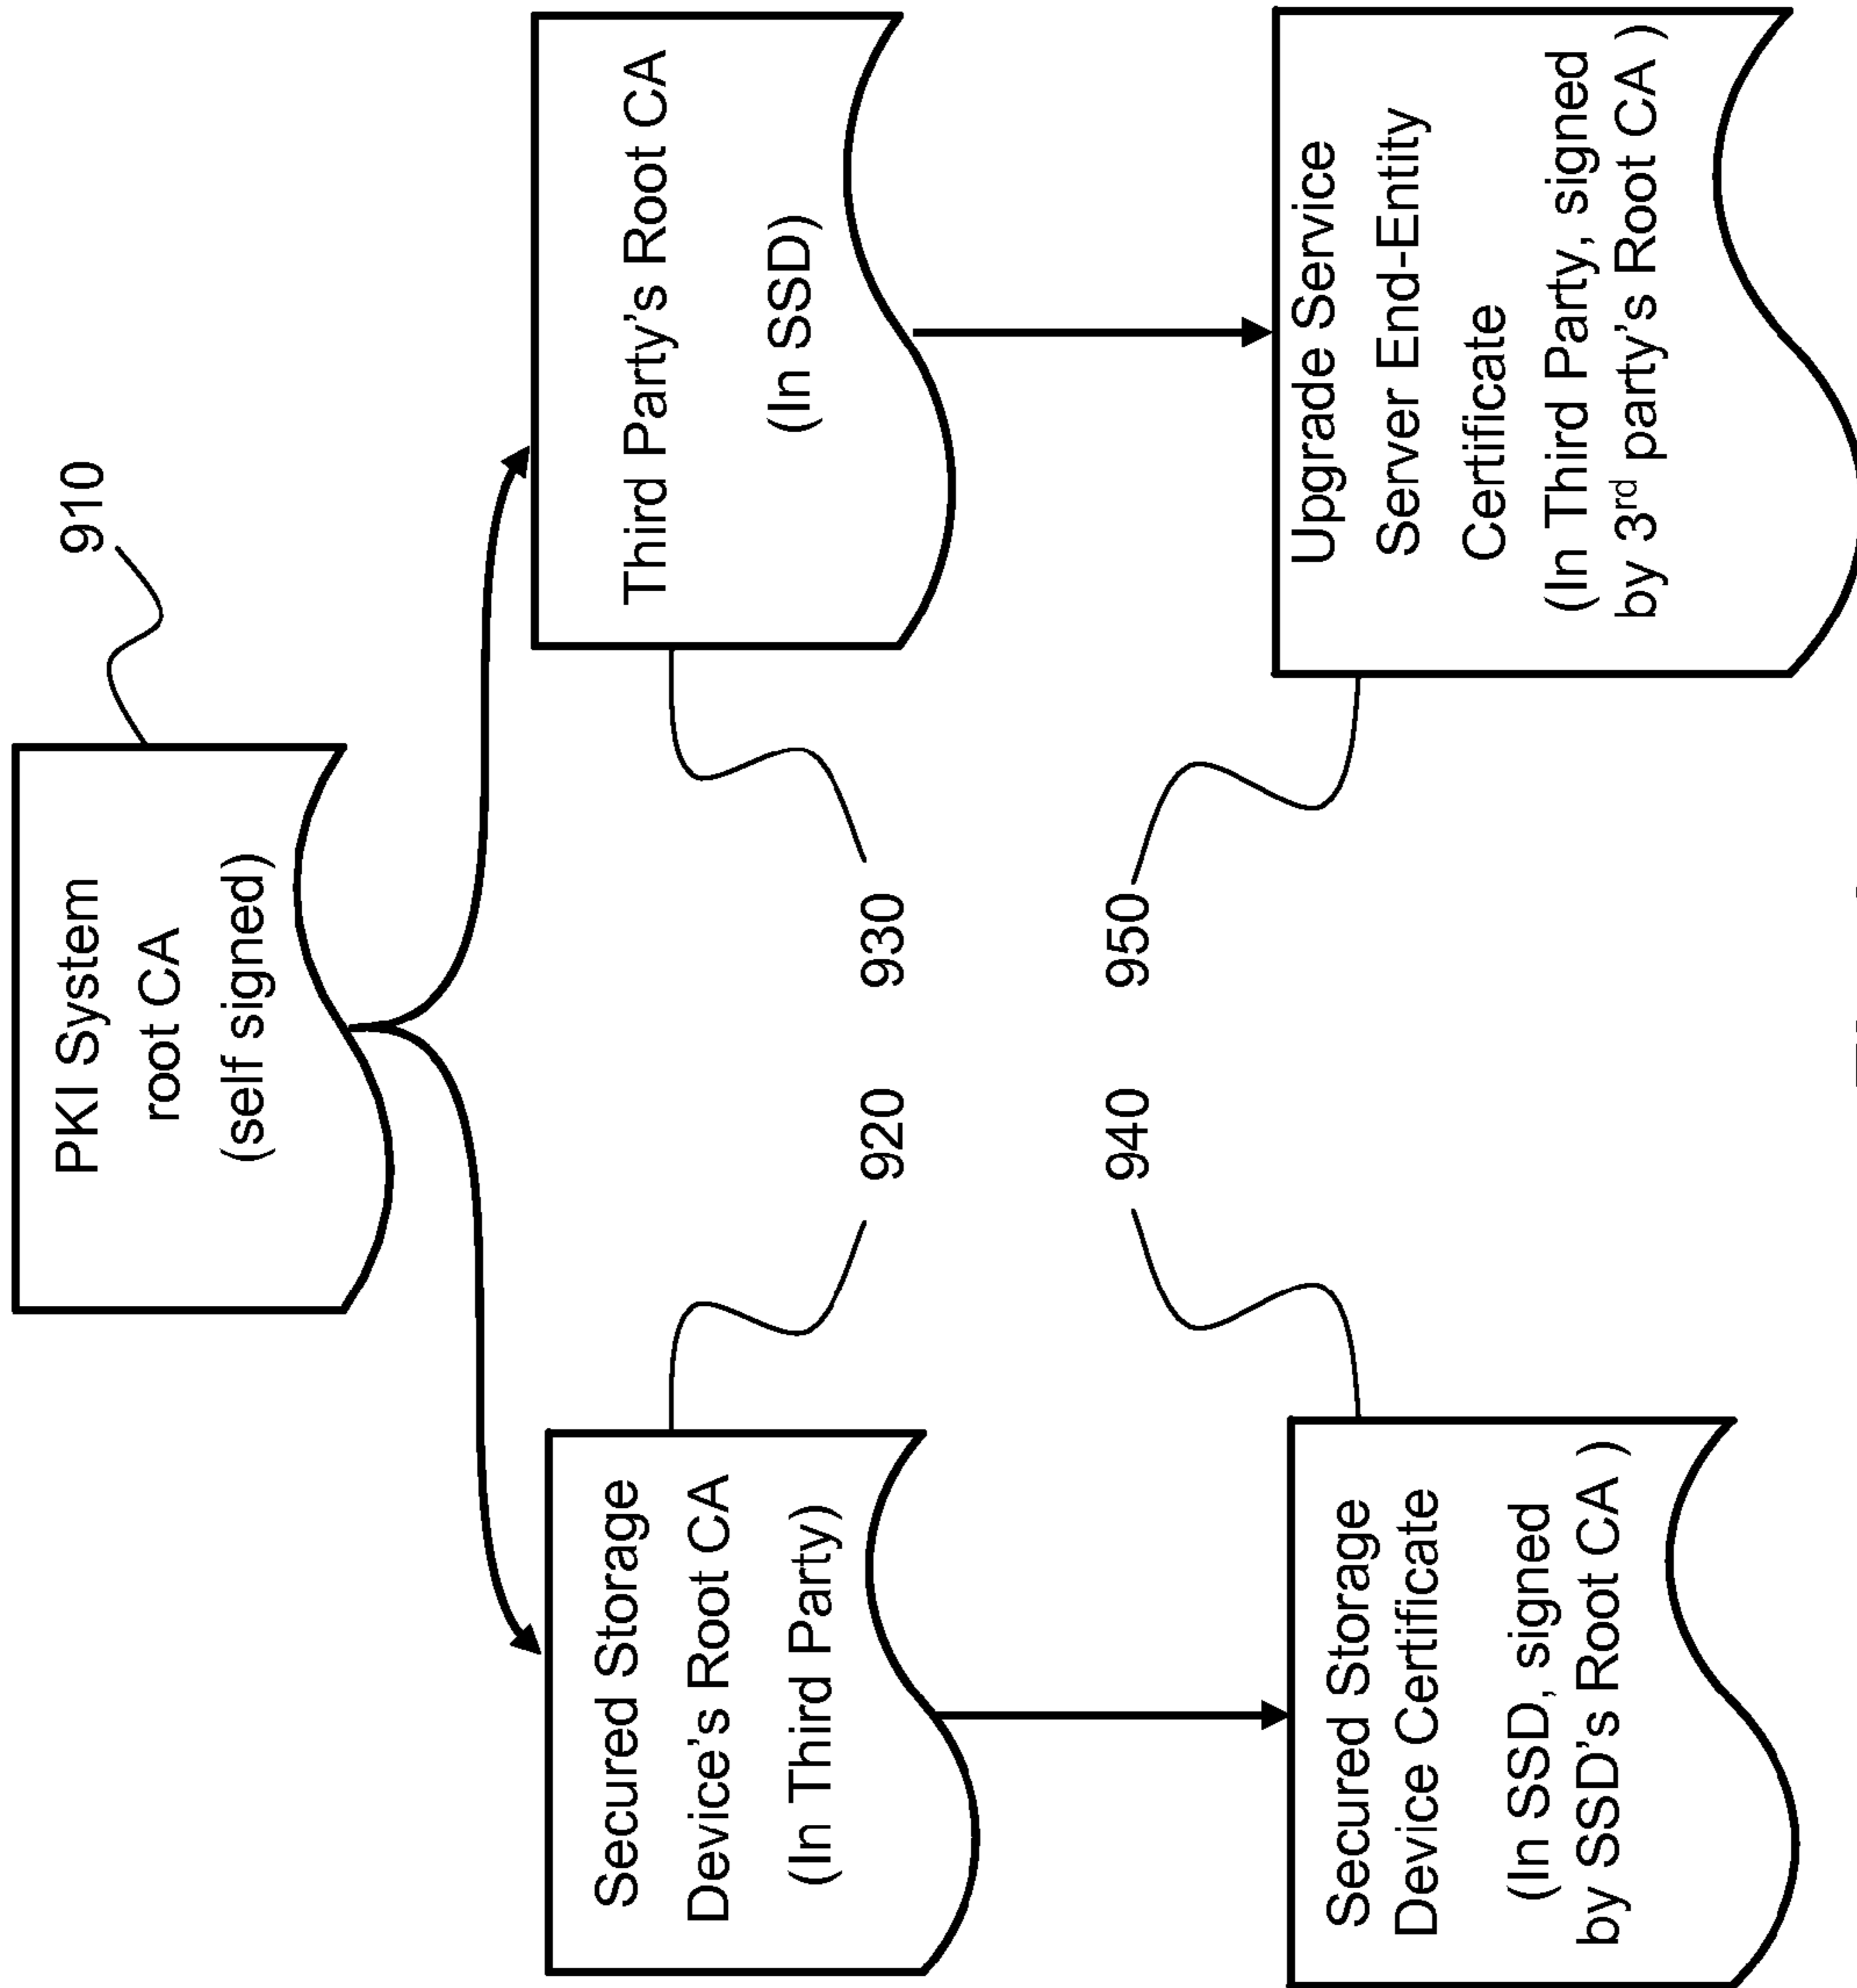 PKI System
root CA
(self signed)
910
Secured Storage
Device's Root CA
(In Third Party)
920
Third Party's Root CA
(In SSD)
930
Secured Storage
Device Certificate
(In SSD, signed
by SSD's Root CA )
940
Upgrade Service
Server End-Entity
Certificate
(In Third Party, signed
by 3rd party's Root CA )
950